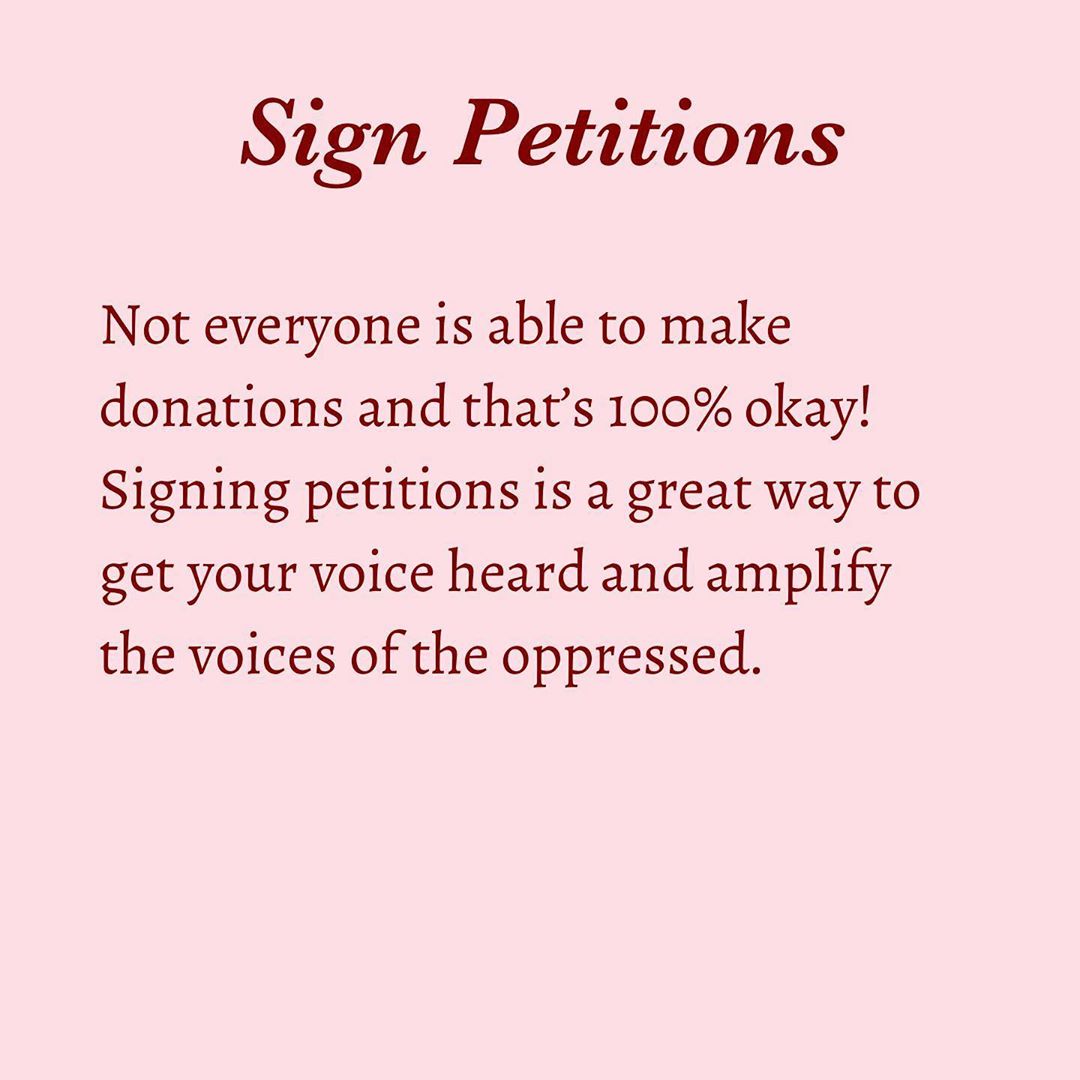 Sign Petitions
Not everyone is able to make
donations and that’s 100% okay!
Signing petitions is a great way to
get your voice heard and amplify
the voices of the oppressed.